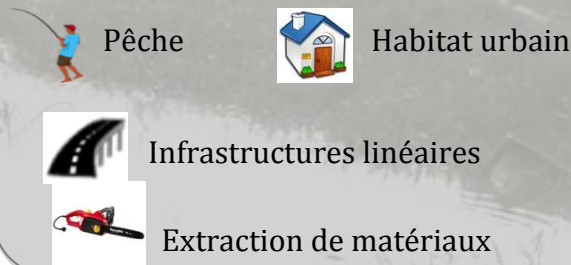 Pêche
Habitat urbain
Infrastructures linéaires
Extraction de matériaux